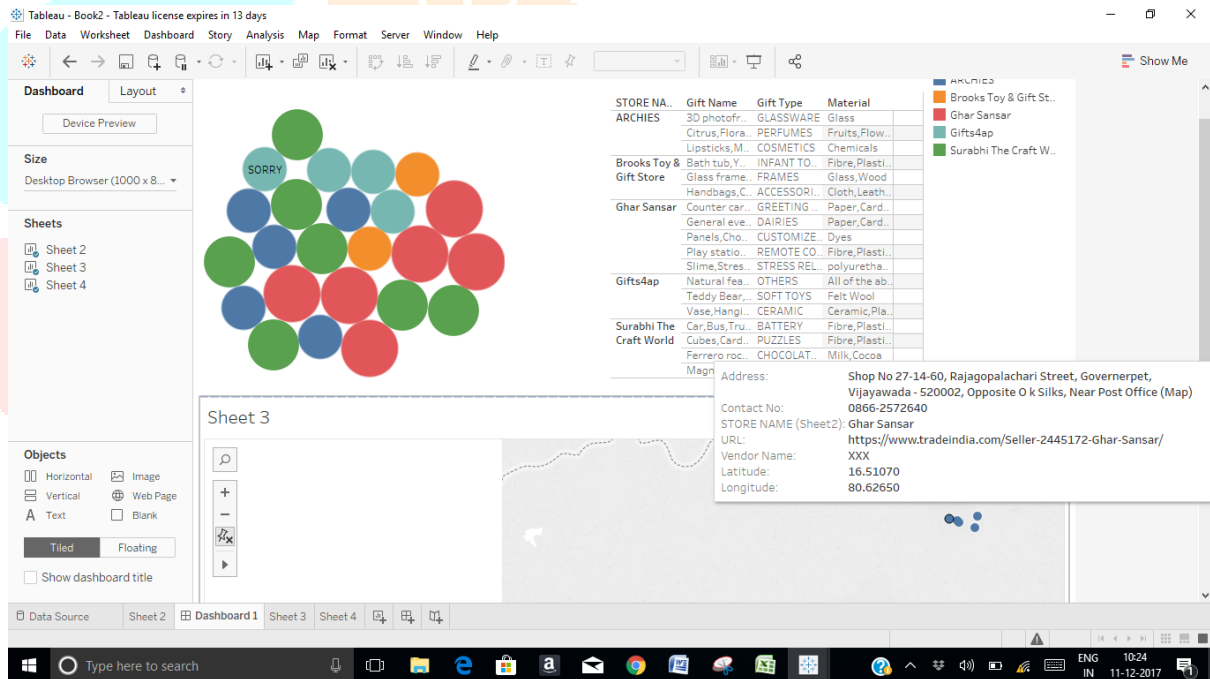 Tableau - Book2 - Tableau license expires in 13 days
File Data Worksheet Dashboard Story Analysis Map Format Server Window Help
Show Me
Dashboard Layout
Device Preview
Size
Desktop Browser (1000 x 8...
Sheets
Sheet 2
Sheet 3
Sheet 4
SORRY
STORE NA.. Gift Name Gift Type Material
ARCHIES 3D photofr.. GLASSWARE Glass
Citrus,Flora.. PERFUMES Fruits,Flow..
Lipsticks,M.. COSMETICS Chemicals
Brooks Toy & Bath tub,Y.. INFANT TO.. Fibre,Plasti..
Gift Store Glass frame.. FRAMES Glass,Wood
Handbags,C.. ACCESSORI.. Cloth,Leath..
Ghar Sansar Counter car.. GREETING .. Paper,Card..
General eve.. DAIRIES Paper,Card..
Panels,Cho.. CUSTOMIZE.. Dyes
Play statio.. REMOTE CO.. Fibre,Plasti..
Slime,Stres.. STRESS REL.. polyuretha..
Gifts4ap Natural fea.. OTHERS All of the ab..
Teddy Bear,.. SOFT TOYS Felt Wool
Vase,Hangi.. CERAMIC Ceramic,Pla..
Surabhi The Car,Bus,Tru.. BATTERY Fibre,Plasti..
Craft World Cubes,Card.. PUZZLES Fibre,Plasti..
Ferrero roc.. CHOCOLAT.. Milk,Cocoa
Magn
ARCHIES
Brooks Toy & Gift St..
Ghar Sansar
Gifts4ap
Surabhi The Craft W..
Address: Shop No 27-14-60, Rajagopalachari Street, Governerpet,
Vijayawada - 520002, Opposite O k Silks, Near Post Office (Map)
Contact No: 0866-2572640
STORE NAME (Sheet2): Ghar Sansar
URL: https://www.tradeindia.com/Seller-2445172-Ghar-Sansar/
Vendor Name: XXX
Latitude: 16.51070
Longitude: 80.62650
Sheet 3
Objects
Horizontal Image
Vertical Web Page
Text Blank
Tiled Floating
Show dashboard title
Data Source Sheet 2 Dashboard 1 Sheet 3 Sheet 4
Type here to search
ENG 10:24
IN 11-12-2017